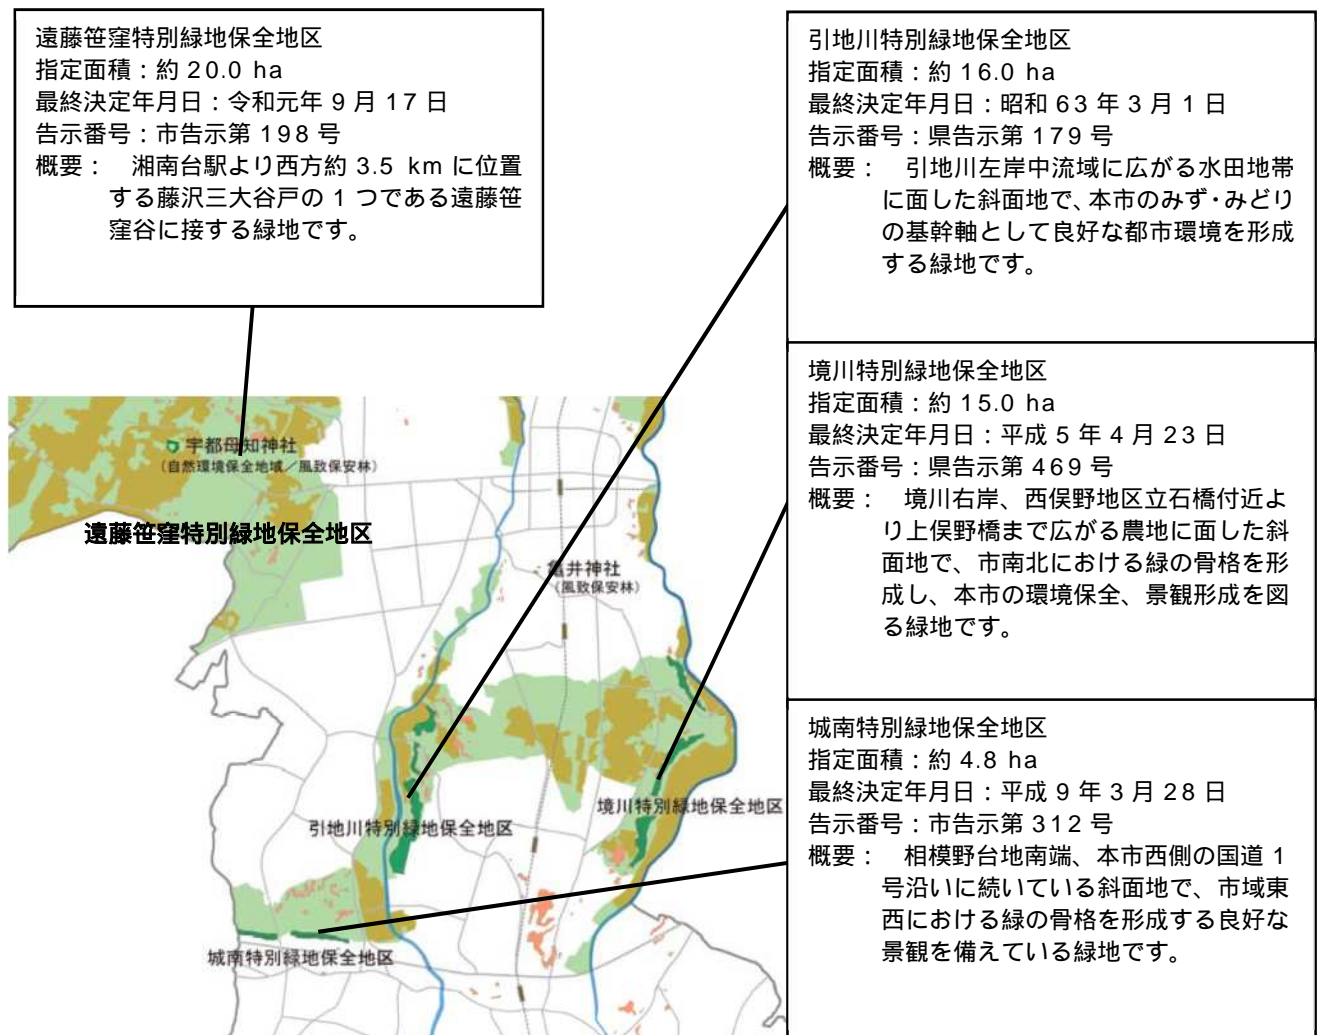 遠藤笹窪特別緑地保全地区
指定面積：約 20.0 ha
最終決定年月日：令和元年 9 月 17 日
告示番号：市告示第 198 号
概要：　湘南台駅より西方約 3.5 km に位置
する藤沢三大谷戸の 1 つである遠藤笹
窪谷に接する緑地です。
引地川特別緑地保全地区
指定面積：約 16.0 ha
最終決定年月日：昭和 63 年 3 月 1 日
告示番号：県告示第 179 号
概要：　引地川左岸中流域に広がる水田地帯
に面した斜面地で、本市のみず・みどり
の基幹軸として良好な都市環境を形成
する緑地です。
境川特別緑地保全地区
指定面積：約 15.0 ha
最終決定年月日：平成 5 年 4 月 23 日
告示番号：県告示第 469 号
概要：　境川右岸、西俣野地区立石橋付近よ
り上俣野橋まで広がる農地に面した斜
面地で、市南北における緑の骨格を形
成し、本市の環境保全、景観形成を図
る緑地です。
城南特別緑地保全地区
指定面積：約 4.8 ha
最終決定年月日：平成 9 年 3 月 28 日
告示番号：市告示第 312 号
概要：　相模野台地南端、本市西側の国道 1
号沿いに続いている斜面地で、市域東
西における緑の骨格を形成する良好な
景観を備えている緑地です。
宇都母知神社
（自然環境保全地域／風致保安林）
遠藤笹窪特別緑地保全地区
亀井神社
（風致保安林）
境川特別緑地保全地区
引地川特別緑地保全地区
城南特別緑地保全地区